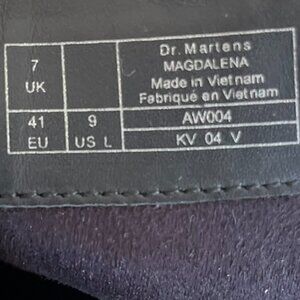 7
UK
Dr. Martens
MAGDALENA
Made in Vietnam
Fabriqué en Vietnam
41
EU
9
US L
AW004
KV 04 V